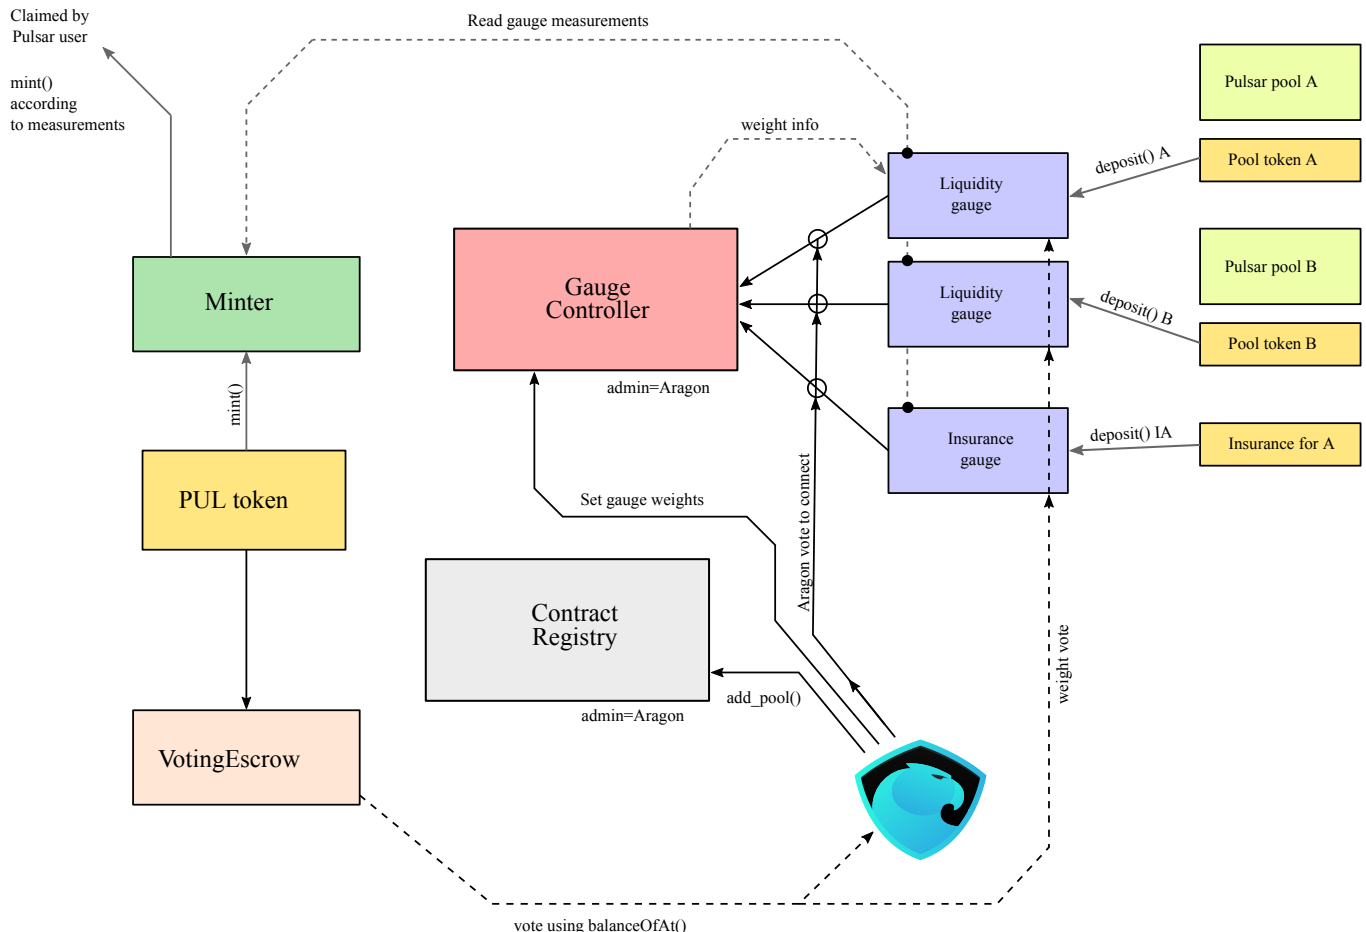 Claimed by
Pulsar user
mint()
according
to measurements
Read gauge measurements
weight info
Pulsar pool A
Pool token A
deposit() A
Liquidity
gauge
Pulsar pool B
Pool token B
deposit() B
Liquidity
gauge
Gauge
Controller
admin=Aragon
Minter
mint()
PUL token
Insurance
gauge
deposit() IA
Insurance for A
Set gauge weights
Aragon vote to connect
Contract
Registry
admin=Aragon
add_pool()
weight vote
VotingEscrow
vote using balanceOfAt()